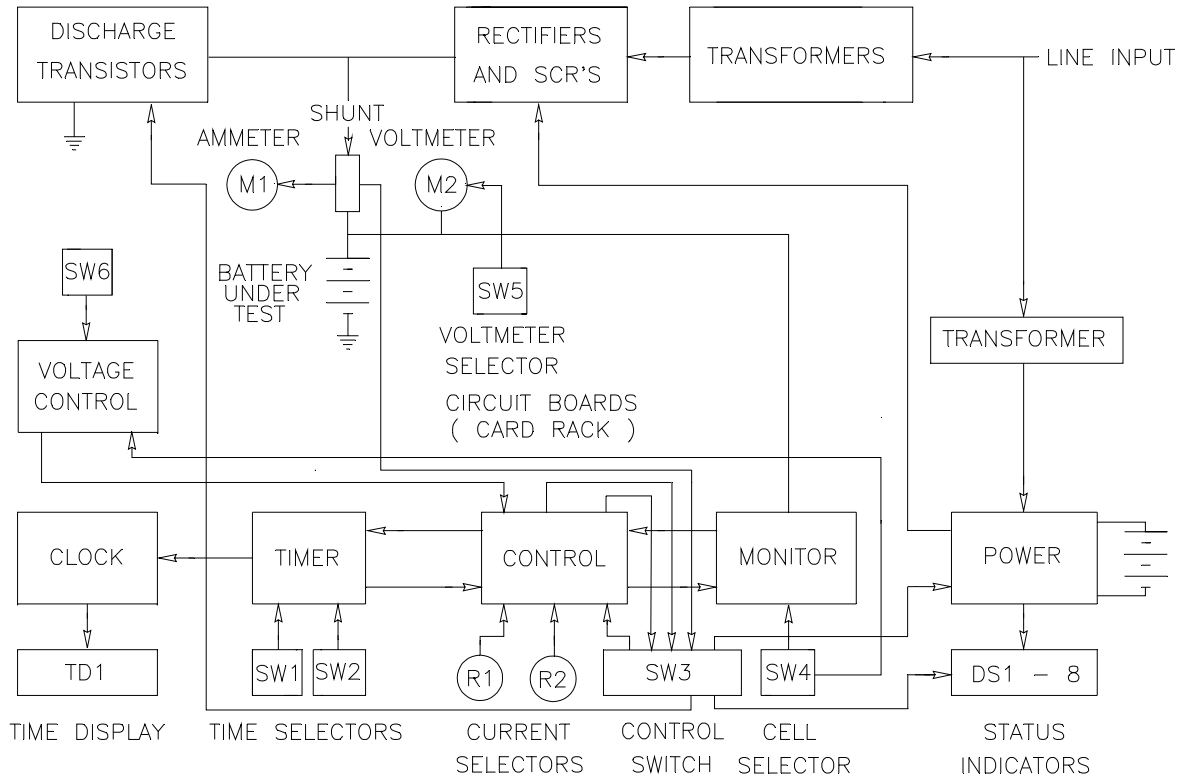 DISCHARGE
TRANSISTORS
RECTIFIERS
AND SCR'S
TRANSFORMERS
LINE INPUT
SHUNT
AMMETER
VOLTMETER
M1
M2
SW6
BATTERY
UNDER
TEST
SW5
VOLTMETER
SELECTOR
TRANSFORMER
VOLTAGE
CONTROL
CIRCUIT BOARDS
( CARD RACK )
CLOCK
TIMER
CONTROL
MONITOR
POWER
TD1
SW1
SW2
R1
R2
SW3
SW4
DS1 - 8
TIME DISPLAY
TIME SELECTORS
CURRENT
SELECTORS
CONTROL
SWITCH
CELL
SELECTOR
STATUS
INDICATORS